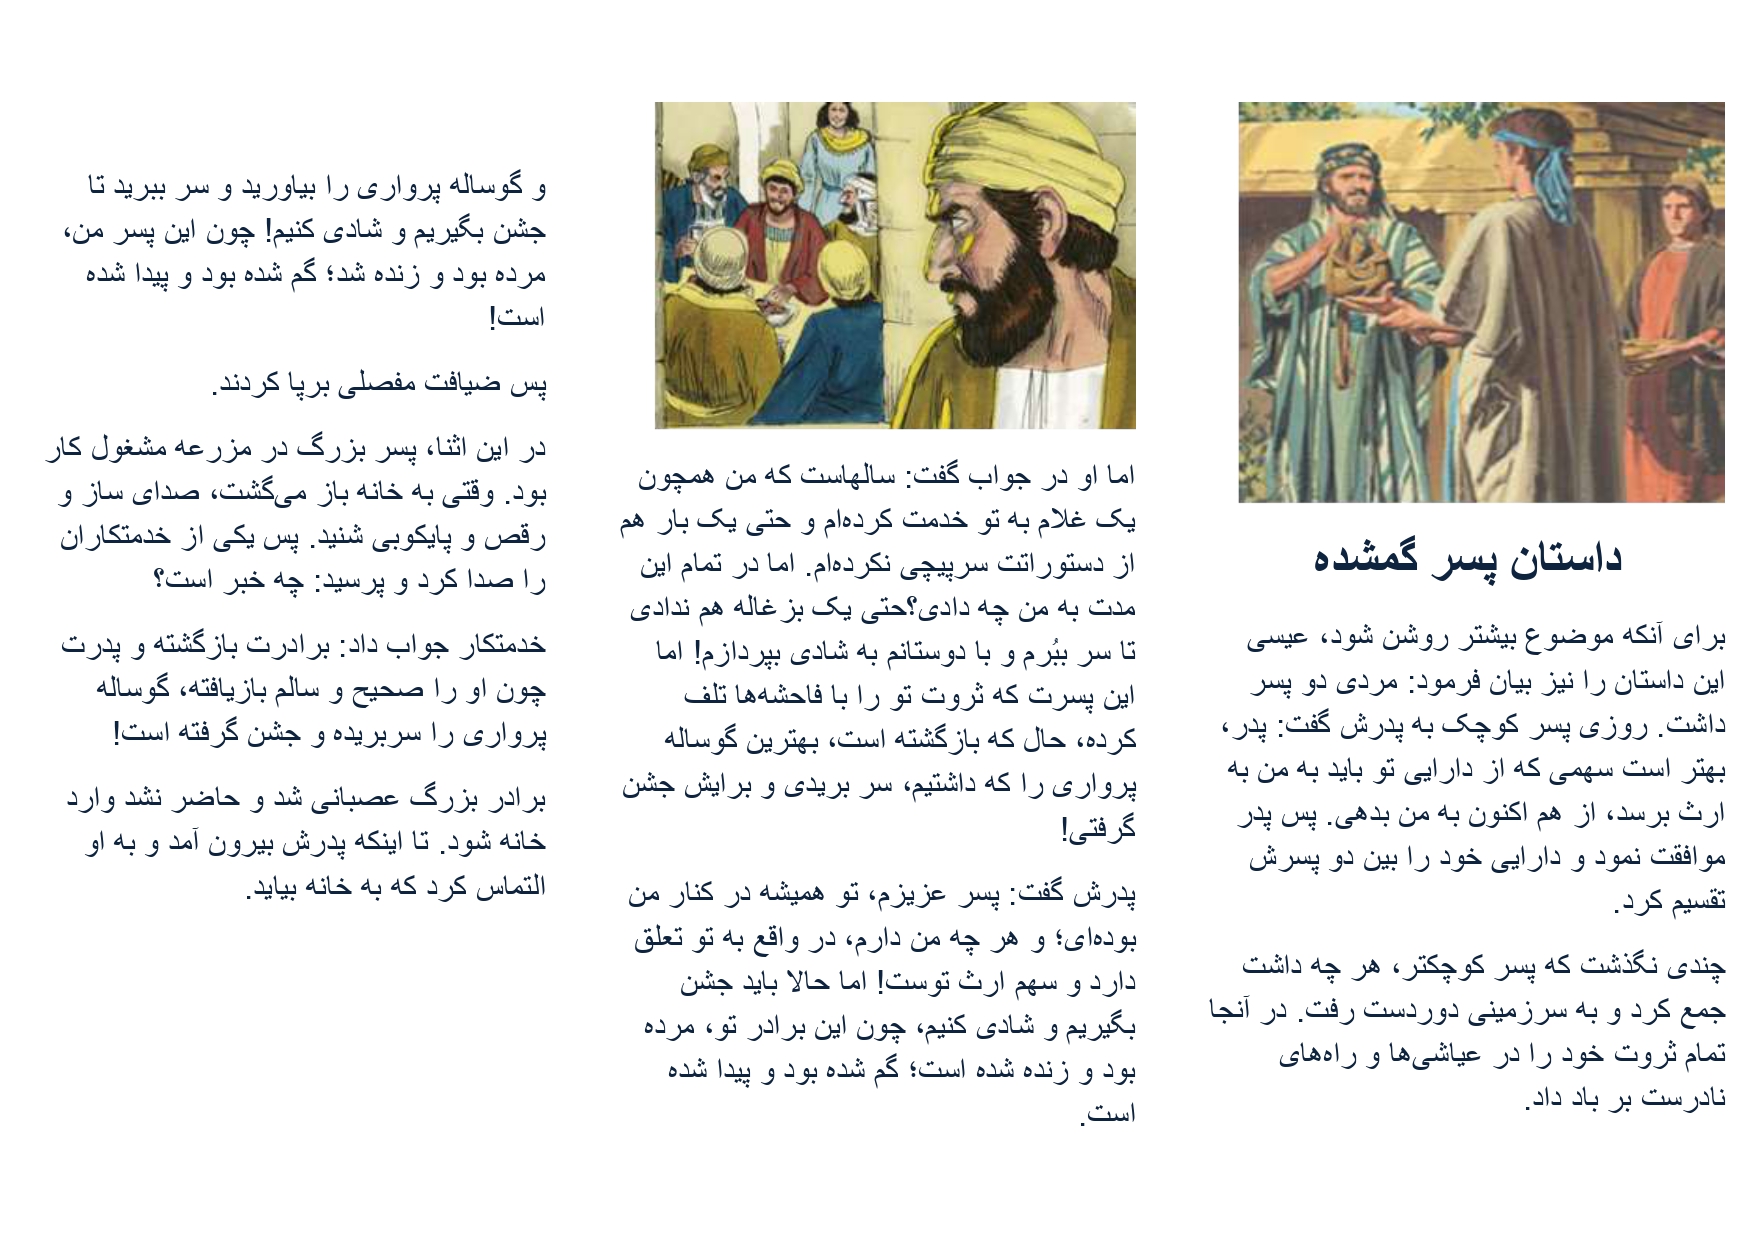 داستان پسر گمشده
برای آنکه موضوع بیشتر روشن شود، عیسی
این داستان را نیز بیان فرمود: مردی دو پسر
داشت. روزی پسر کوچک به پدرش گفت: پدر،
بهتر است سهمی که از دارایی تو باید به من به
ارث برسد، از هم اکنون به من بدهی. پس پدر
موافقت نمود و دارایی خود را بین دو پسرش
تقسیم کرد.
چندی نگذشت که پسر کوچکتر، هر چه داشت
جمع کرد و به سرزمینی دوردست رفت. در آنجا
تمام ثروت خود را در عیاشی‌ها و راه‌های
نادرست بر باد داد.
اما او در جواب گفت: سالهاست که من همچون
یک غلام به تو خدمت کرده‌ام و حتی یک بار هم
از دستوراتت سرپیچی نکرده‌ام. اما در تمام این
مدت به من چه دادی؟حتی یک بزغاله هم ندادی
تا سر ببُرم و با دوستانم به شادی بپردازم! اما
این پسرت که ثروت تو را با فاحشه‌ها تلف
کرده، حال که بازگشته است، بهترین گوساله
پرواری را که داشتیم، سر بریدی و برایش جشن
گرفتی!
پدرش گفت: پسر عزیزم، تو همیشه در کنار من
بوده‌ای؛ و هر چه من دارم، در واقع به تو تعلق
دارد و سهم ارث توست! اما حالا باید جشن
بگیریم و شادی کنیم، چون این برادر تو، مرده
بود و زنده شده است؛ گم شده بود و پیدا شده
است.
و گوساله پرواری را بیاورید و سر ببرید تا
جشن بگیریم و شادی کنیم! چون این پسر من،
مرده بود و زنده شد؛ گم شده بود و پیدا شده
است!
پس ضیافت مفصلی برپا کردند.
در این اثنا، پسر بزرگ در مزرعه مشغول کار
بود. وقتی به خانه باز می‌گشت، صدای ساز و
رقص و پایکوبی شنید. پس یکی از خدمتکاران
را صدا کرد و پرسید: چه خبر است؟
خدمتکار جواب داد: برادرت بازگشته و پدرت
چون او را صحیح و سالم بازیافته، گوساله
پرواری را سربریده و جشن گرفته است!
برادر بزرگ عصبانی شد و حاضر نشد وارد
خانه شود. تا اینکه پدرش بیرون آمد و به او
التماس کرد که به خانه بیاید.